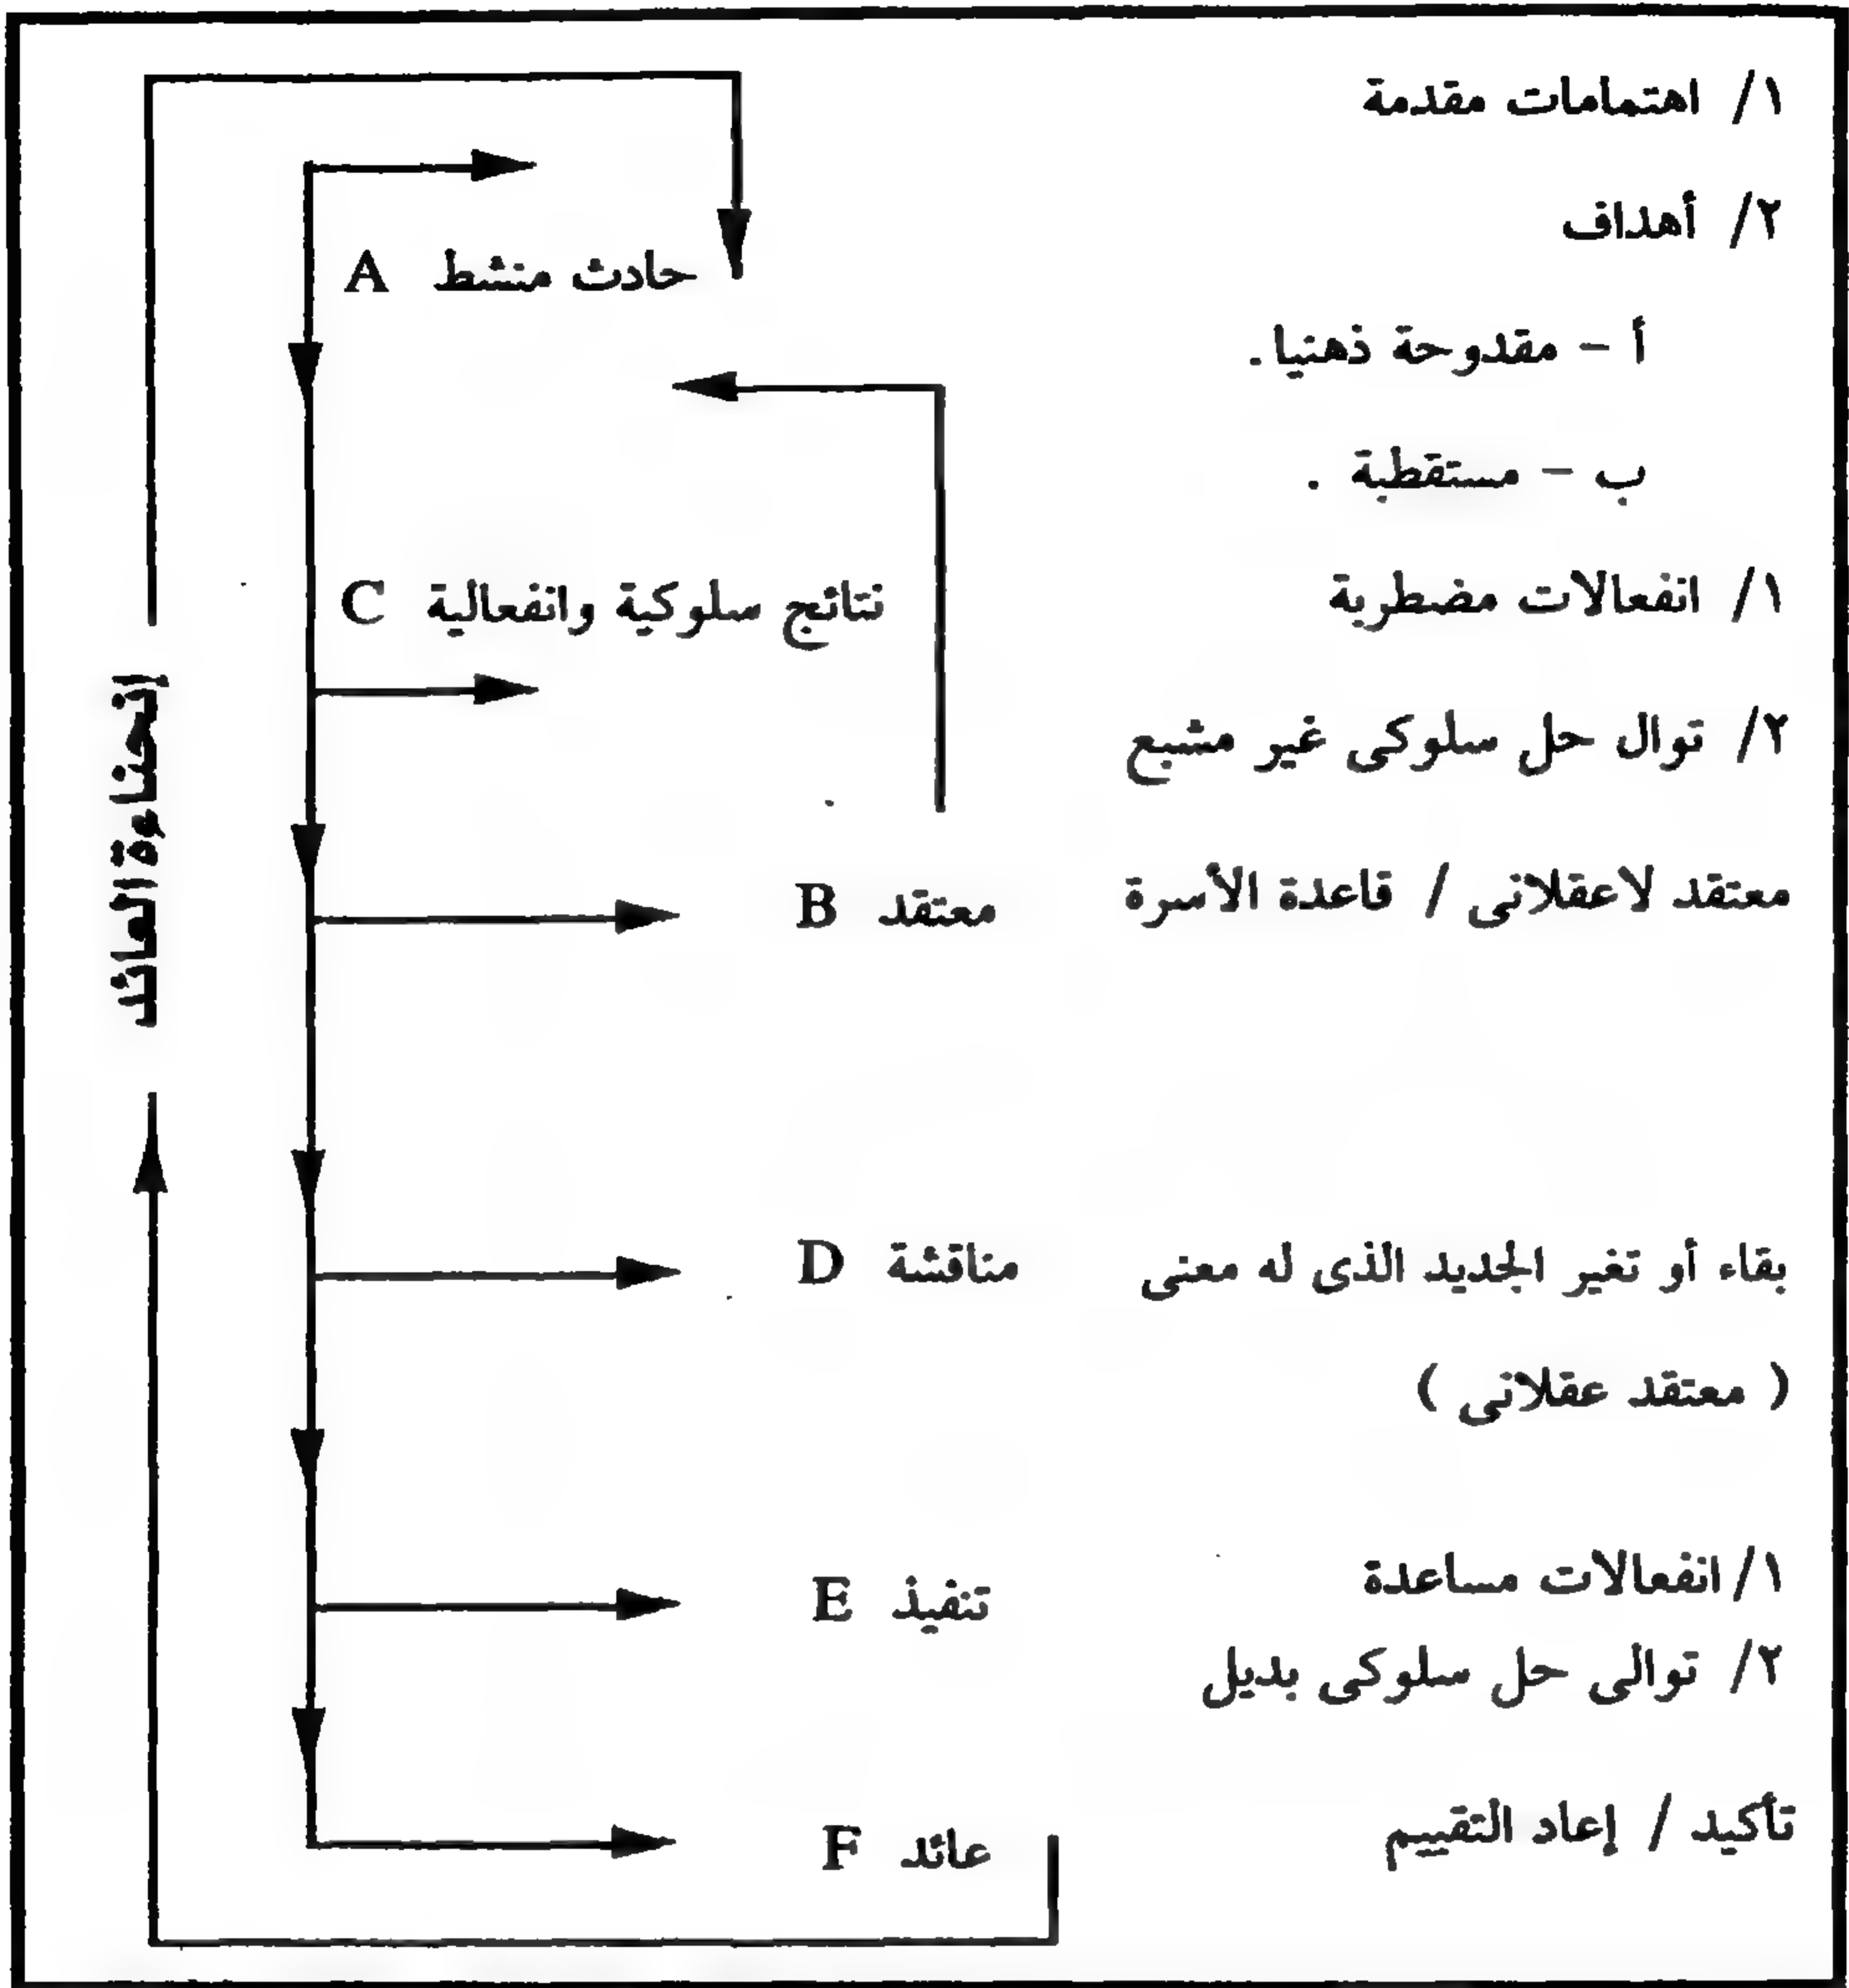 ١/ اهتمامات مقدمة
٢/ أهداف
حادث منشط A
أ - مقدوحة ذهنيا.
ب - مستقطبة .
١/ انفعالات مضطربة
نتائج سلوكية وانفعالية C
٢/ توال حل سلوكى غير مشبع
معتقد لاعقلانى / قاعدة الأسرة
معتقد B
بقاء أو تغير الجديد الذى له معنى
مناقشة D
( معتقد عقلانى )
١/ انفعالات مساعدة
تنفيذ E
٢/ توالى حل سلوكى بديل
تأكيد / إعاد التقييم
عائد F
العائد